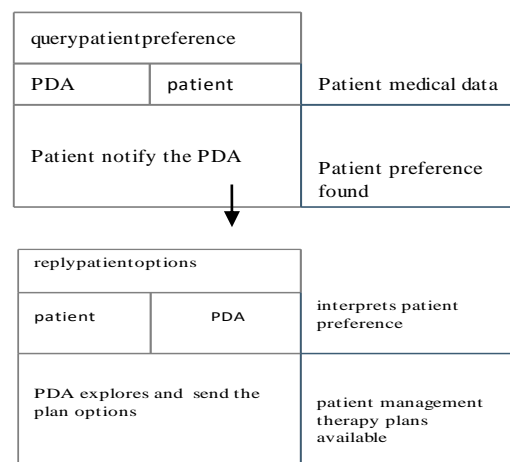 querypatientpreference
PDA
patient
Patient medical data
Patient notify the PDA
Patient preference
found
replypatientoptions
patient
PDA
interprets patient
preference
PDA explores and send the
plan options
patient management
therapy plans
available